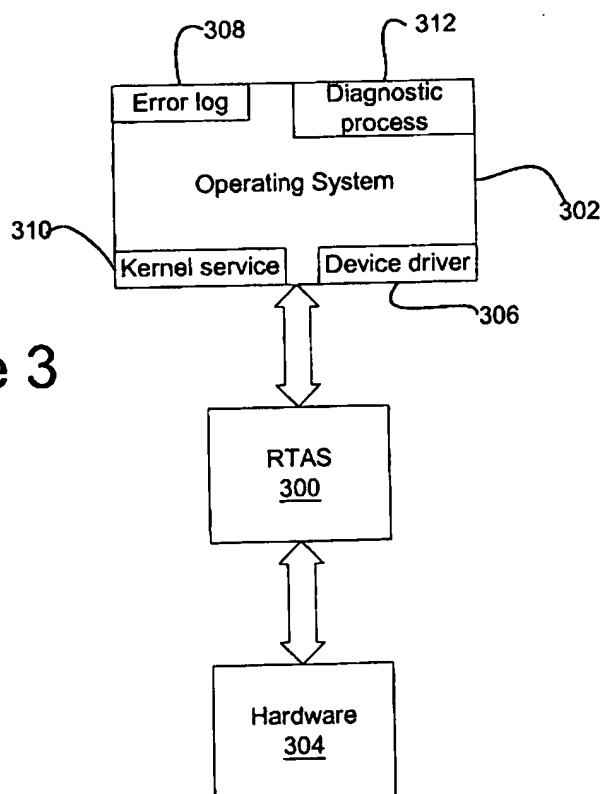 308
312
Error log
Diagnostic
process
Operating System
302
310
Kernel service
Device driver
306
e 3
RTAS
300
Hardware
304